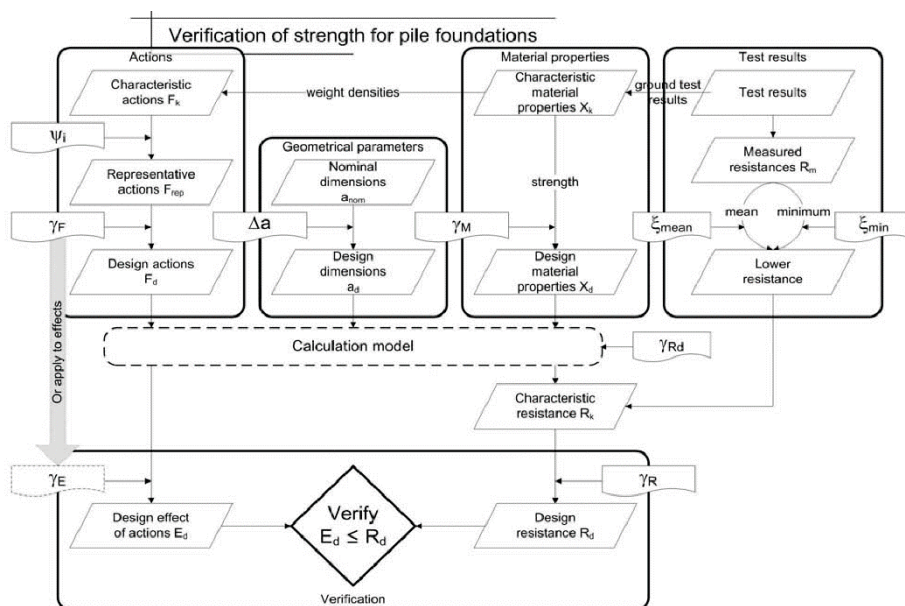 Verification of strength for pile foundations
Actions
Material properties
Test results
Characteristic
actions Fk
weight densities
Characteristic
material
properties Xk
ground test
results
Test results
ψi
Geometrical parameters
Measured
resistances Rm
Representative
actions Frep
Nominal
dimensions
anom
strength
γF
Δa
γM
ξmean
mean
minimum
ξmin
Design actions
Fd
Design
dimensions
ad
Design
material
properties Xd
Lower
resistance
Or apply to effects
Calculation model
γRd
Characteristic
resistance Rk
γE
γR
Verify
Ed ≤ Rd
Design effect
of actions Ed
Design
resistance Rd
Verification